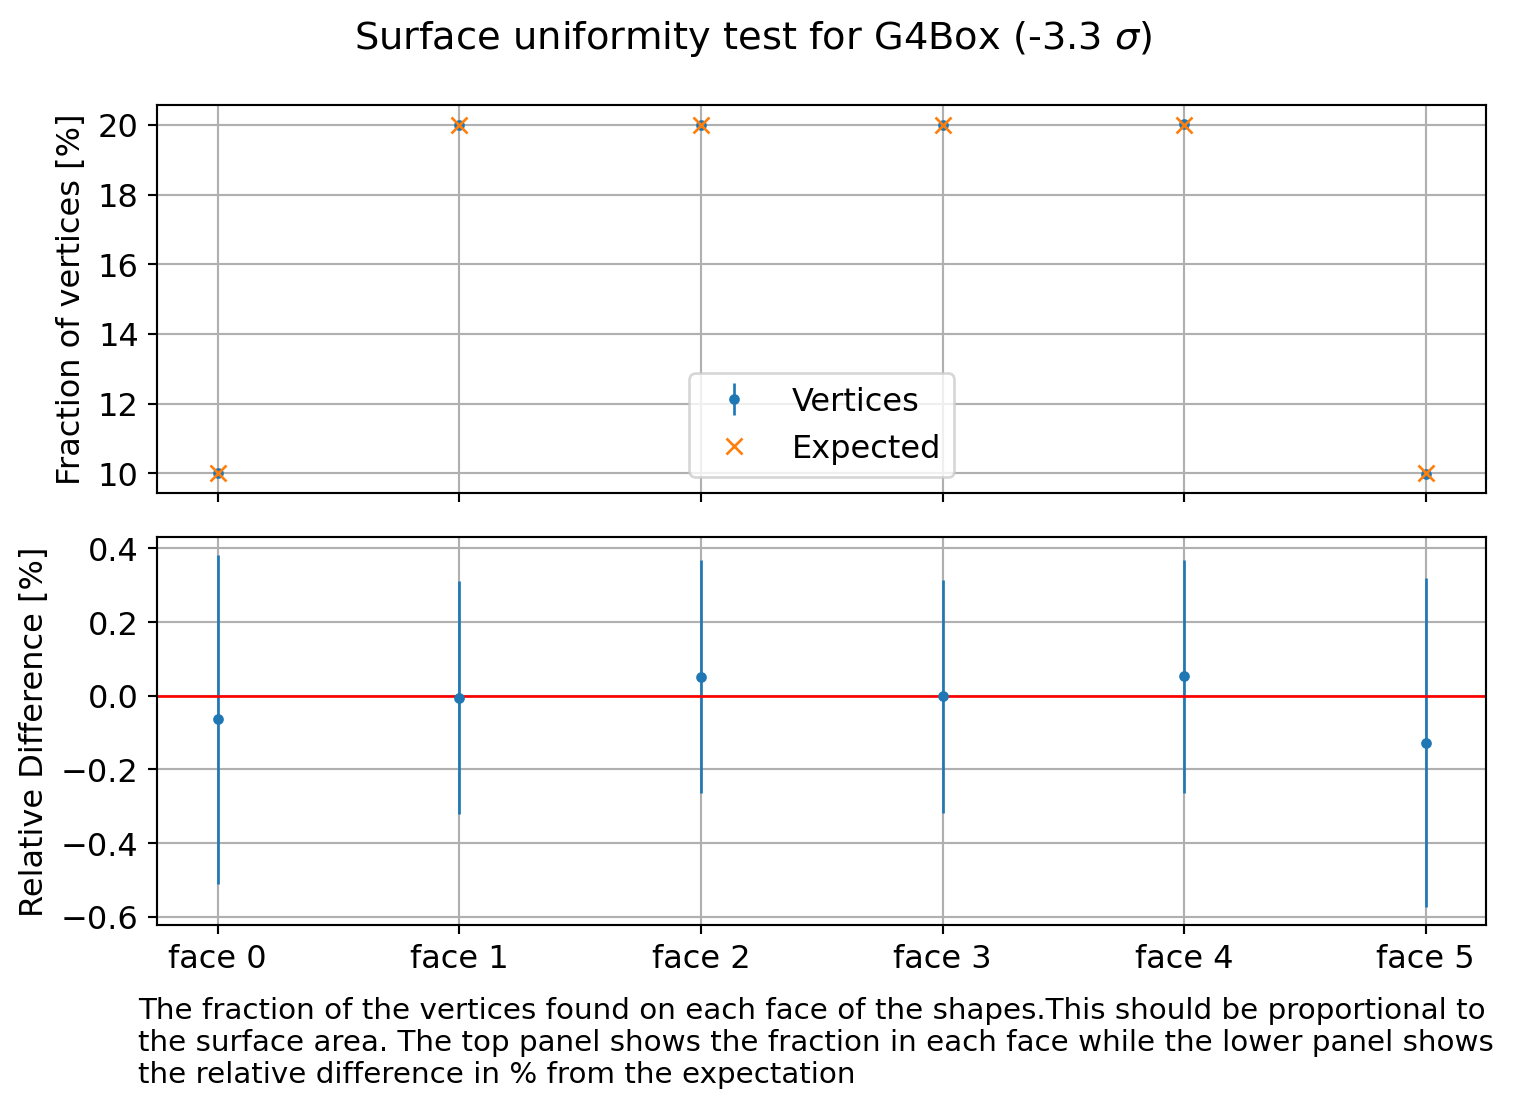 Surface uniformity test for G4Box (-3.3 σ)
Fraction of vertices [%]
20
18
16
14
12
10
Vertices
Expected
Relative Difference [%]
0.4
0.2
0.0
−0.2
−0.4
−0.6
face 0
face 1
face 2
face 3
face 4
face 5
The fraction of the vertices found on each face of the shapes.This should be proportional to
the surface area. The top panel shows the fraction in each face while the lower panel shows
the relative difference in % from the expectation